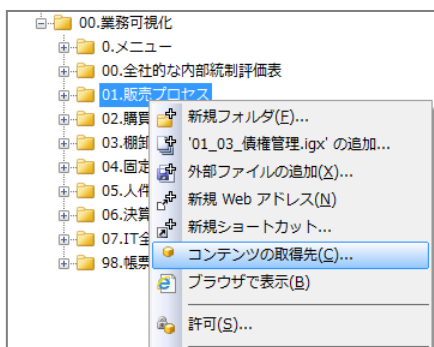 00.業務可視化
0.メニュー
00.全社的な内部統制評価表
01.販売プロセス
02.購買
03.棚卸
04.固定
05.人件
06.決算
07.IT全
98.帳票
新規フォルダ(F)...
'01_03_債権管理.igx' の追加...
外部ファイルの追加(X)...
新規 Web アドレス(N)
新規ショートカット...
コンテンツの取得先(C)...
ブラウザで表示(B)
許可(S)...